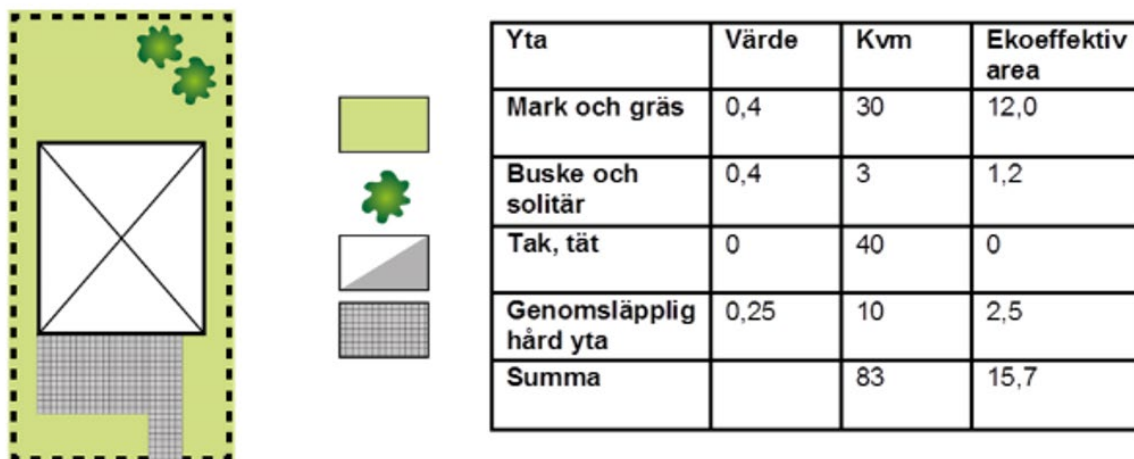 Yta Värde Kvm Ekoeffektiv
area
Mark och gräs 0,4 30 12,0
Buske och 0,4 3 1,2
solitär
Tak, tät 0 40 0
Genomsläpplig 0,25 10 2,5
hård yta
Summa 83 15,7